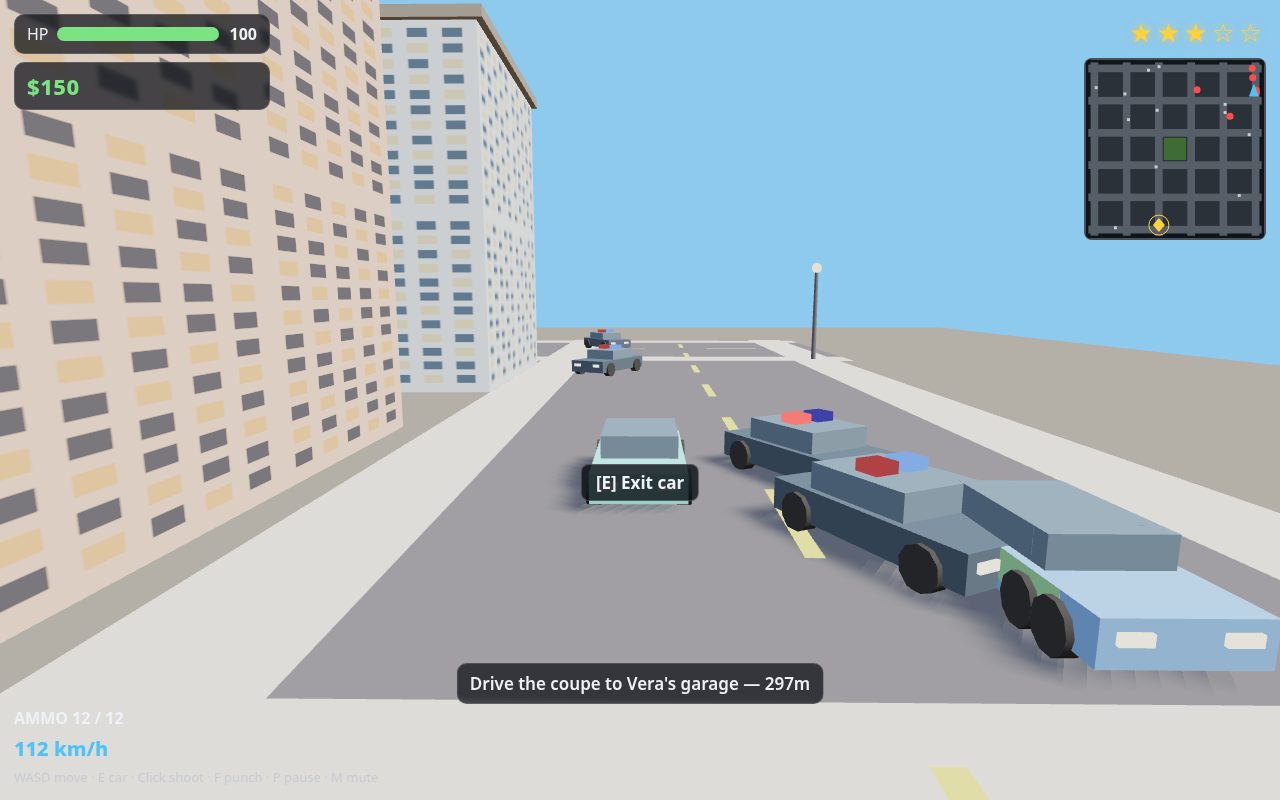 HP 100
$150
[E] Exit car
Drive the coupe to Vera's garage — 297m
AMMO 12 / 12
112 km/h
WASD move · E car · Click shoot · F punch · P pause · M mute